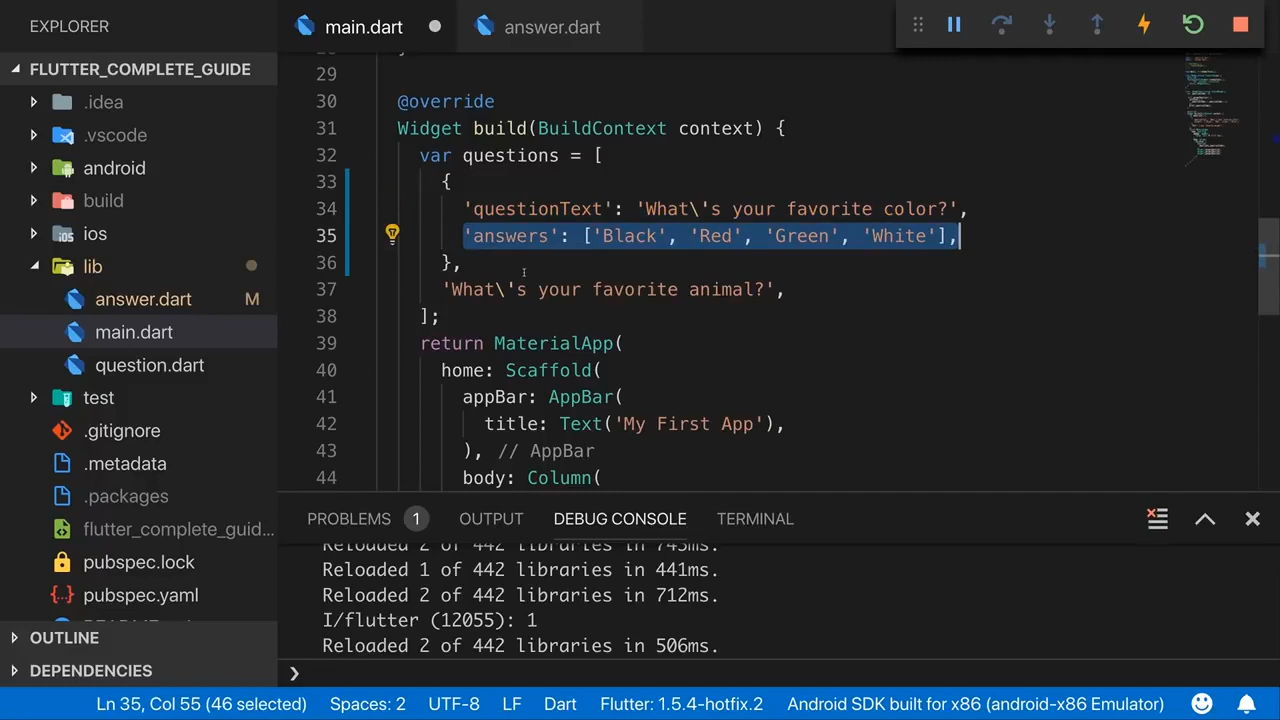 EXPLORER
main.dart
answer.dart
FLUTTER_COMPLETE_GUIDE
.idea
.vscode
android
build
ios
lib
answer.dart M
main.dart
question.dart
test
.gitignore
.metadata
.packages
flutter_complete_guid...
pubspec.lock
pubspec.yaml
OUTLINE
DEPENDENCIES
29
30 @override
31 Widget build(BuildContext context) {
32 var questions = [
33 {
34 'questionText': 'What\'s your favorite color?',
35 'answers': ['Black', 'Red', 'Green', 'White'],
36 },
37 'What\'s your favorite animal?',
38 ];
39 return MaterialApp(
40 home: Scaffold(
41 appBar: AppBar(
42 title: Text('My First App'),
43 ), // AppBar
44 body: Column(
PROBLEMS 1 OUTPUT DEBUG CONSOLE TERMINAL
Reloaded 2 of 442 libraries in 743ms.
Reloaded 1 of 442 libraries in 441ms.
Reloaded 2 of 442 libraries in 712ms.
I/flutter (12055): 1
Reloaded 2 of 442 libraries in 506ms.
Ln 35, Col 55 (46 selected) Spaces: 2 UTF-8 LF Dart Flutter: 1.5.4-hotfix.2 Android SDK built for x86 (android-x86 Emulator)